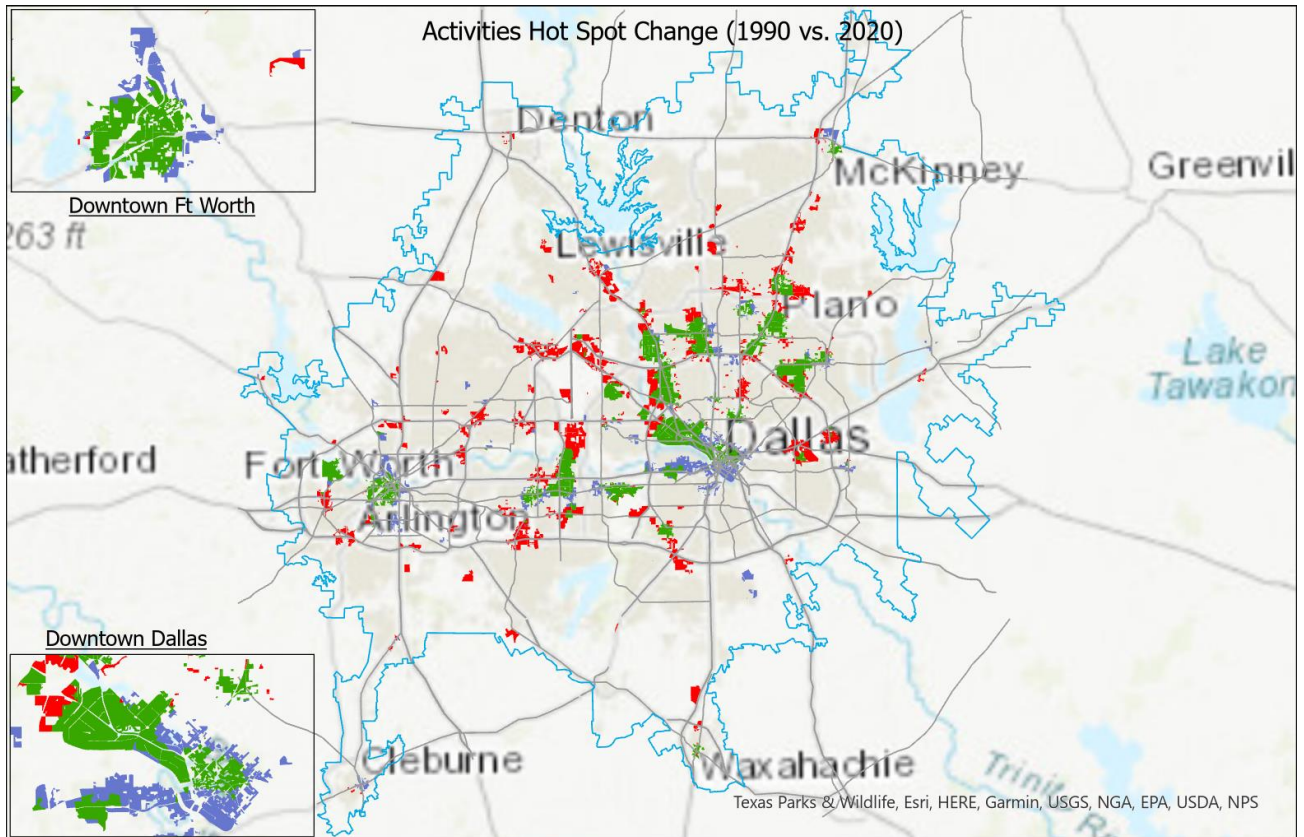 Activities Hot Spot Change (1990 vs. 2020)
Denton
McKinney
Greenvil
Downtown Ft Worth
263 ft
Lewisville
Plano
Lake
Tawakon
Dallas
atherford
Fort Worth
Arlington
Downtown Dallas
Cleburne
Waxahachie
Trinity R
Texas Parks & Wildlife, Esri, HERE, Garmin, USGS, NGA, EPA, USDA, NPS